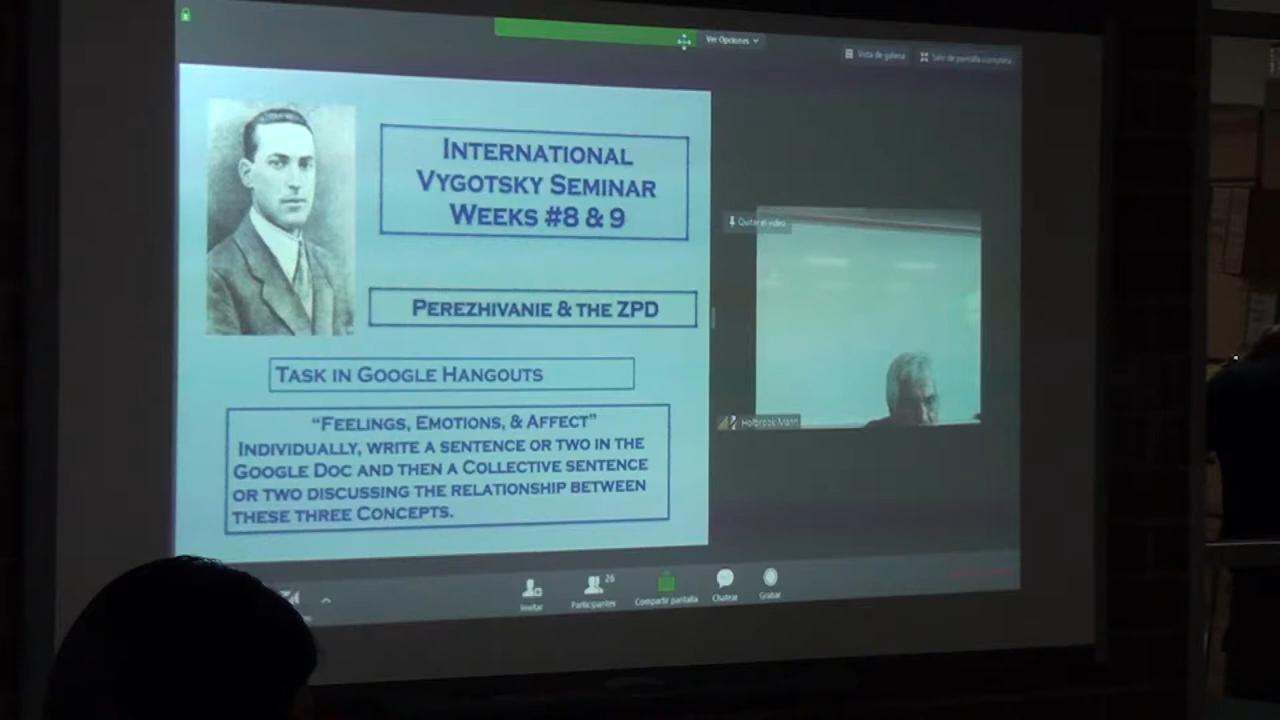 Ver Opciones
Vista de galería
Salir de pantalla completa
INTERNATIONAL
VYGOTSKY SEMINAR
WEEKS #8 & 9
Quitar el video
PEREZHIVANIE & THE ZPD
TASK IN GOOGLE HANGOUTS
Holbrook Mahn
“FEELINGS, EMOTIONS, & AFFECT”
INDIVIDUALLY, WRITE A SENTENCE OR TWO IN THE
GOOGLE DOC AND THEN A COLLECTIVE SENTENCE
OR TWO DISCUSSING THE RELATIONSHIP BETWEEN
THESE THREE CONCEPTS.
26
Invitar
Participantes
Compartir pantalla
Chatear
Grabar